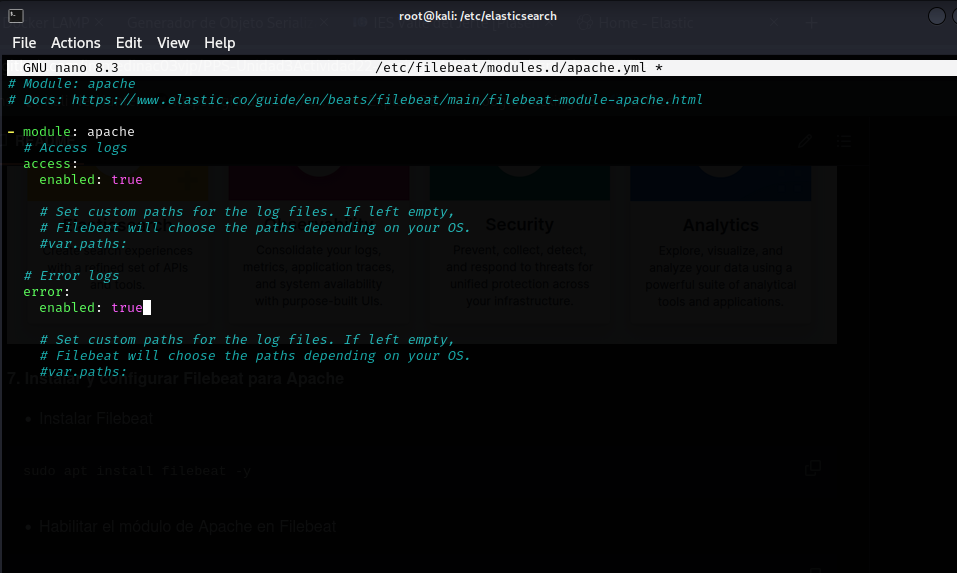 Generador de Objeto Serializ
Home - Elastic
root@kali: /etc/elasticsearch
File Actions Edit View Help
GNU nano 8.3 /etc/filebeat/modules.d/apache.yml *
# Module: apache
# Docs: https://www.elastic.co/guide/en/beats/filebeat/main/filebeat-module-apache.html
- module: apache
# Access logs
access:
enabled: true
# Set custom paths for the log files. If left empty,
# Filebeat will choose the paths depending on your OS.
#var.paths:
# Error logs
error:
enabled: true
# Set custom paths for the log files. If left empty,
# Filebeat will choose the paths depending on your OS.
#var.paths:
Security
Prevent, collect, detect,
and respond to threats for
unified protection across
your infrastructure.
Analytics
Explore, visualize, and
analyze your data using a
powerful suite of analytical
tools and applications.
Consolidate your logs,
metrics, application traces,
and system availability
with purpose-built UIs.
7. Instalar y configurar Filebeat para Apache
• Instalar Filebeat
sudo apt install filebeat -y
• Habilitar el módulo de Apache en Filebeat